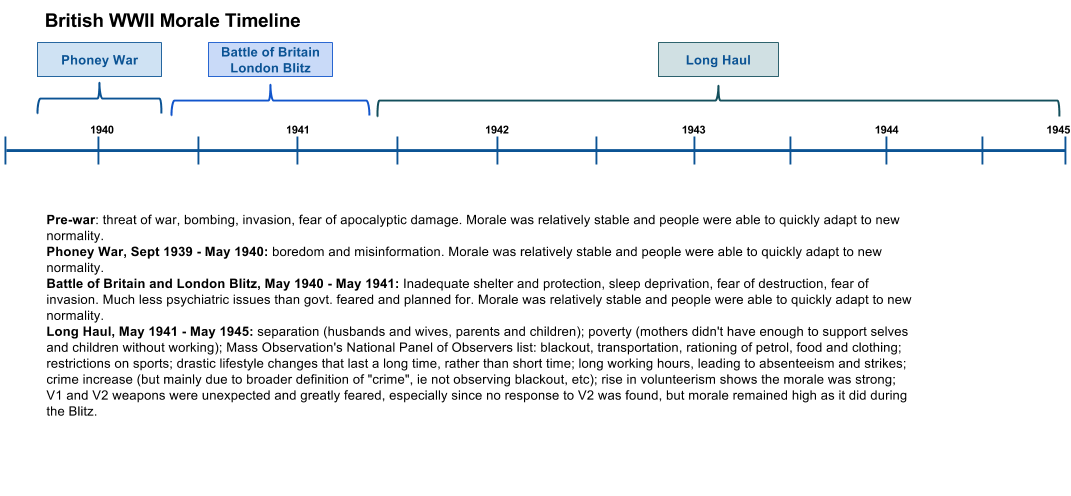 British WWII Morale Timeline
Phoney War
Battle of Britain
London Blitz
Long Haul
1940
1941
1942
1943
1944
1945
Pre-war: threat of war, bombing, invasion, fear of apocalyptic damage. Morale was relatively stable and people were able to quickly adapt to new
normality.
Phoney War, Sept 1939 - May 1940: boredom and misinformation. Morale was relatively stable and people were able to quickly adapt to new
normality.
Battle of Britain and London Blitz, May 1940 - May 1941: Inadequate shelter and protection, sleep deprivation, fear of destruction, fear of
invasion. Much less psychiatric issues than govt. feared and planned for. Morale was relatively stable and people were able to quickly adapt to new
normality.
Long Haul, May 1941 - May 1945: separation (husbands and wives, parents and children); poverty (mothers didn't have enough to support selves
and children without working); Mass Observation's National Panel of Observers list: blackout, transportation, rationing of petrol, food and clothing;
restrictions on sports; drastic lifestyle changes that last a long time, rather than short time; long working hours, leading to absenteeism and strikes;
crime increase (but mainly due to broader definition of "crime", ie not observing blackout, etc); rise in volunteerism shows the morale was strong;
V1 and V2 weapons were unexpected and greatly feared, especially since no response to V2 was found, but morale remained high as it did during
the Blitz.